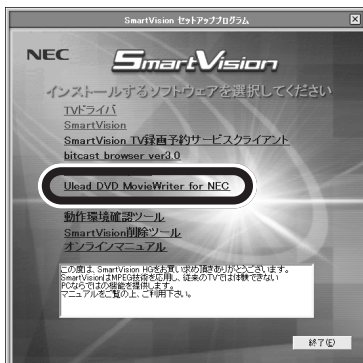 SmartVision セットアッププログラム
NEC
SmartVision
インストールするソフトウェアを選択してください
TVドライバ
SmartVision
SmartVision TV録画予約サービスクライアント
bitcast browser ver3.0
Ulead DVD MovieWriter for NEC
動作環境確認ツール
SmartVision削除ツール
オンラインマニュアル
この度は、SmartVision HGをお買い求め頂きありがとうございます。
SmartVisionはMPEG技術を応用し、従来のTVでは体験できない
PCならではの機能を提供します。
マニュアルをご覧の上、ご利用下さい。
終了(E)